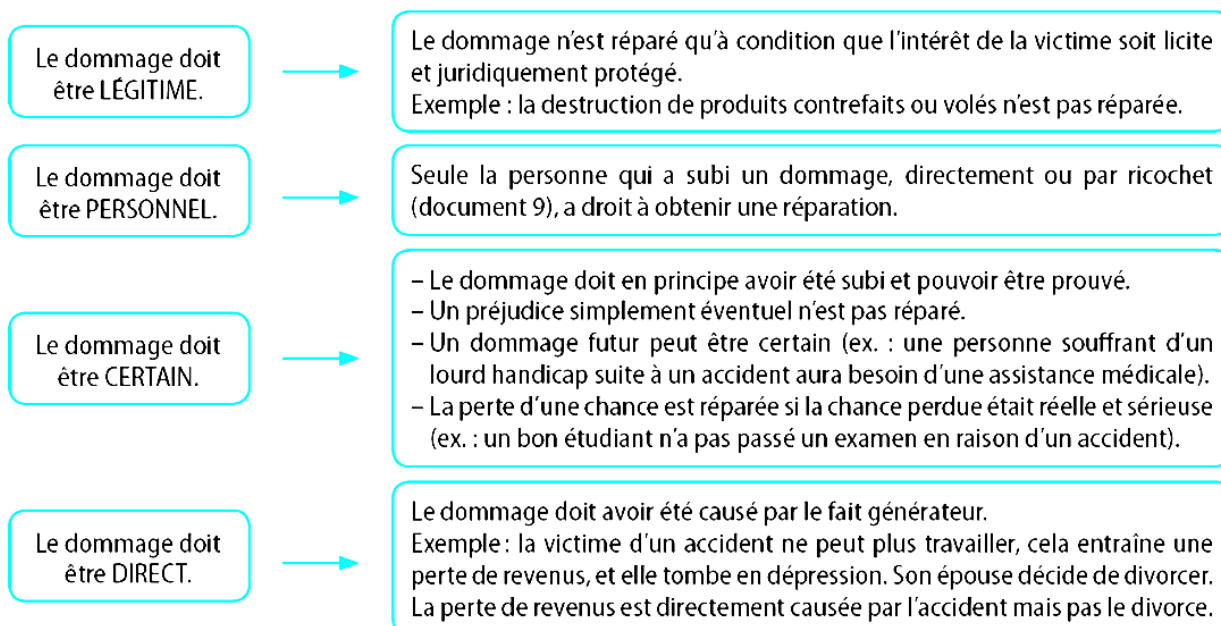 Le dommage doit
être LÉGITIME.
Le dommage n'est réparé qu'à condition que l'intérêt de la victime soit licite
et juridiquement protégé.
Exemple : la destruction de produits contrefaits ou volés n'est pas réparée.
Le dommage doit
être PERSONNEL.
Seule la personne qui a subi un dommage, directement ou par ricochet
(document 9), a droit à obtenir une réparation.
Le dommage doit
être CERTAIN.
– Le dommage doit en principe avoir été subi et pouvoir être prouvé.
– Un préjudice simplement éventuel n'est pas réparé.
– Un dommage futur peut être certain (ex. : une personne souffrant d'un
lourd handicap suite à un accident aura besoin d'une assistance médicale).
– La perte d'une chance est réparée si la chance perdue était réelle et sérieuse
(ex. : un bon étudiant n'a pas passé un examen en raison d'un accident).
Le dommage doit
être DIRECT.
Le dommage doit avoir été causé par le fait générateur.
Exemple : la victime d'un accident ne peut plus travailler, cela entraîne une
perte de revenus, et elle tombe en dépression. Son épouse décide de divorcer.
La perte de revenus est directement causée par l'accident mais pas le divorce.